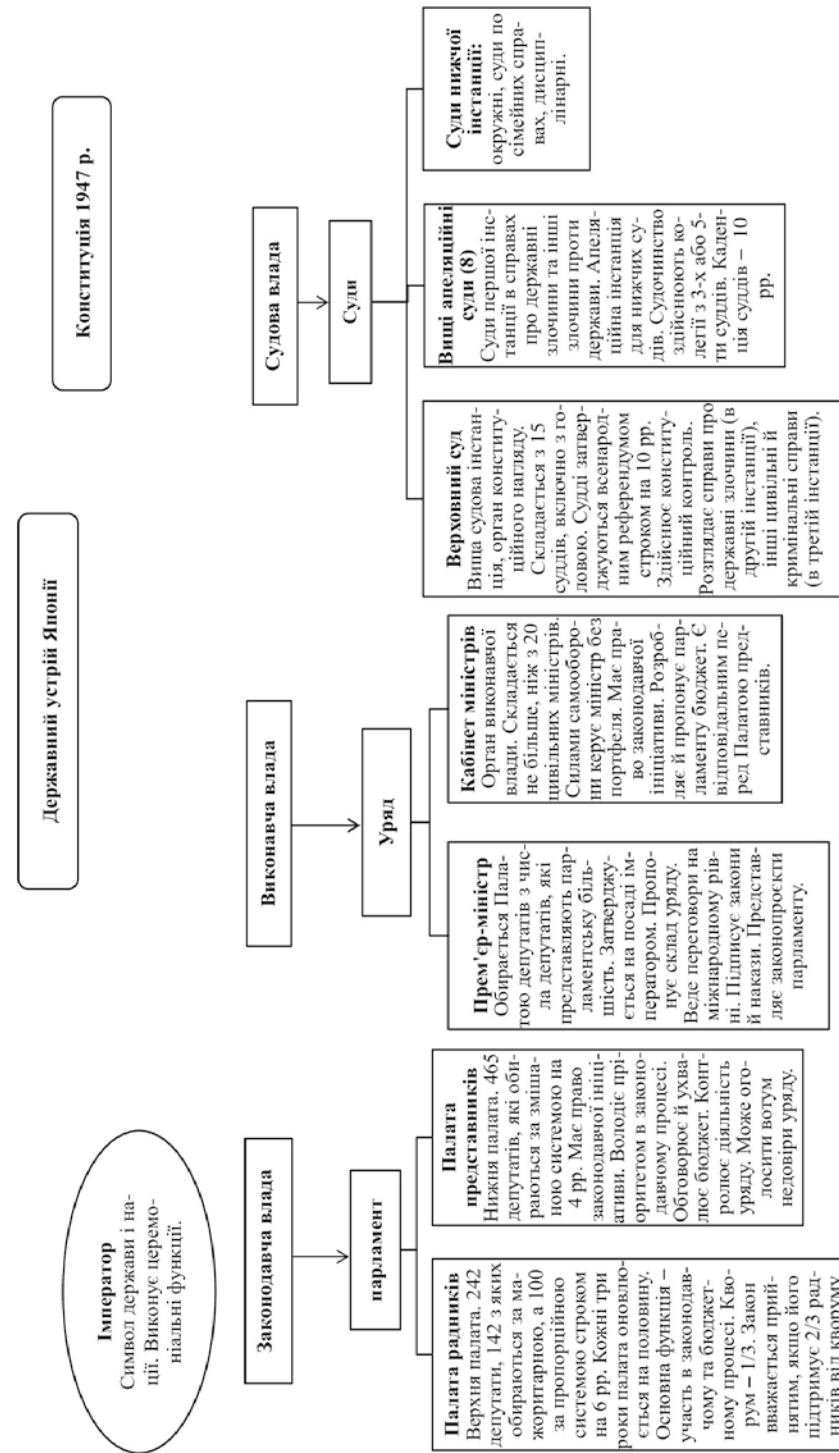 Державний устрій Японії
Конституція 1947 р.
Імператор
Символ держави і на-
ції. Виконує церемо-
ніальні функції.
Законодавча влада
парламент
Палата радників
Верхня палата. 242
депутати, 142 з яких
обираються за ма-
жоритарною, а 100
за пропорційною
системою строком
на 6 рр. Кожні три
роки палата оновлю-
ється на половину.
Основна функція –
участь в законодав-
чому та бюджет-
ному процесі. Кво-
рум – 1/3. Закон
вважається прий-
нятим, якщо його
підтримує 2/3 рад-
ників від кворуму.
Палата
представників
Нижня палата. 465
депутатів, які оби-
раються за зміша-
ною системою на
4 рр. Має право
законодавчої ініці-
ативи. Володіє прі-
оритетом в законо-
давчому процесі.
Обговорює й ухва-
лює бюджет. Конт-
ролює діяльність
уряду. Може ого-
лосити вотум
недовіри уряду.
Виконавча влада
Уряд
Прем'єр-міністр
Обирається Пала-
тою депутатів з чис-
ла депутатів, які
представляють пар-
ламентську біль-
шість. Затверджу-
ється на посаді ім-
ператором. Пропо-
нує склад уряду.
Веде переговори на
міжнародному рів-
ні. Підписує закони
й накази. Представ-
ляє законопроєкти
парламенту.
Кабінет міністрів
Орган виконавчої
влади. Складається
не більше, ніж з 20
цивільних міністрів.
Силами самооборо-
ни керує міністр без
портфеля. Має пра-
во законодавчої
ініціативи. Розроб-
ляє й пропонує пар-
ламенту бюджет. Є
відповідальним пе-
ред Палатою пред-
ставників.
Судова влада
Суди
Верховний суд
Вища судова інстан-
ція, орган конститу-
ційного нагляду.
Складається з 15
суддів, включно з го-
ловою. Судді затвер-
джуються всенарод-
ним референдумом
строком на 10 рр.
Здійснює конститу-
ційний контроль.
Розглядає справи про
державні злочини (в
другій інстанції),
інші цивільні й
кримінальні справи
(в третій інстанції).
Вищі апеляційні
суди (8)
Суди першої інс-
танції в справах
про державні
злочини та інші
злочини проти
держави. Апеля-
ційна інстанція
для нижчих су-
дів. Судочинство
здійснюють ко-
легії з 3-х або 5-
ти суддів. Каден-
ція суддів – 10
рр.
Суди нижчої
інстанції:
окружні, суди по
сімейних спра-
вах, дисцип-
лінарні.